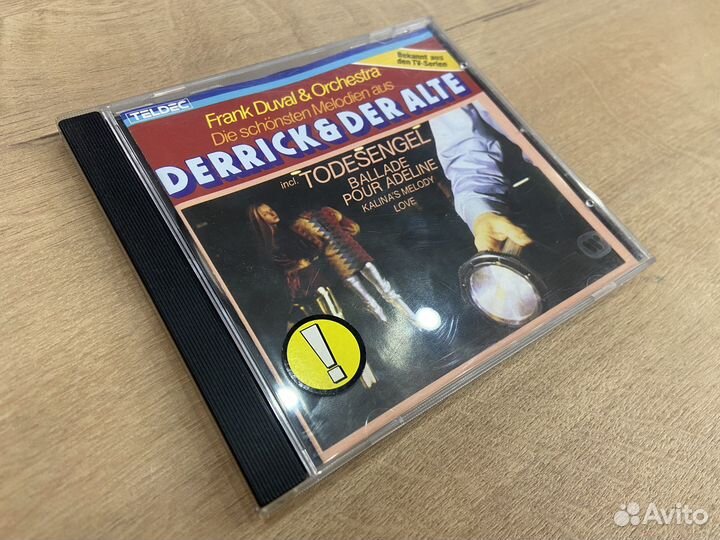 TELDEC
Frank Duval & Orchestra
Die schönsten Melodien aus
DERRICK & DER ALTE
Bekannt aus
den TV-Serien
incl. TODESENGEL
BALLADE
POUR ADELINE
KALINA'S MELODY
LOVE
!
Avito